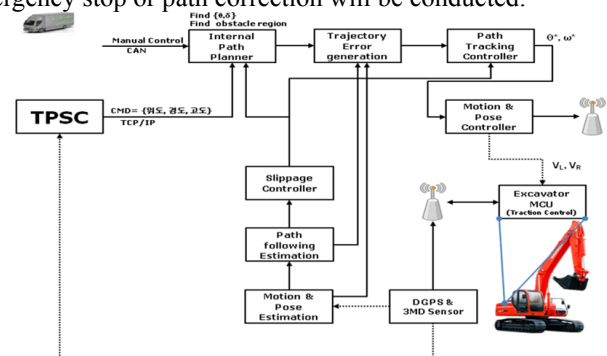 ergency stop or path correction will be conducted.
Find {θ,δ}
Find obstacle region
Manual Control
CAN
Internal
Path
Planner
Trajectory
Error
generation
Path
Tracking
Controller
θ*, ω*
TPSC
CMD= {위도, 경도, 고도}
TCP/IP
Motion &
Pose
Controller
VL, VR
Slippage
Controller
Excavator
MCU
(Traction Control)
Path
following
Estimation
Motion &
Pose
Estimation
DGPS &
3MD Sensor